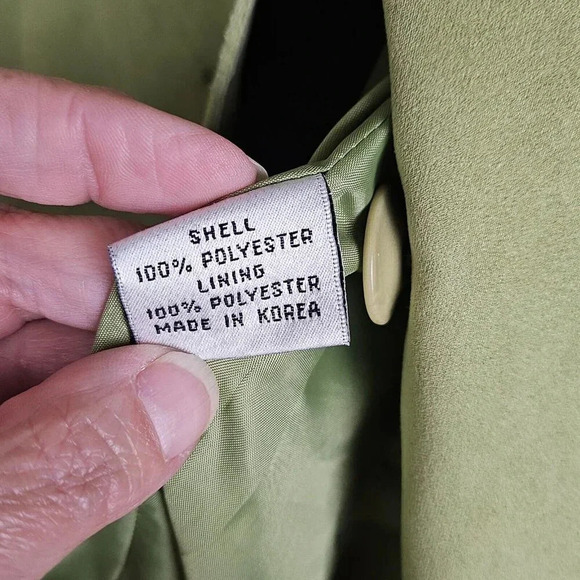 SHELL
100% POLYESTER
LINING
100% POLYESTER
MADE IN KOREA